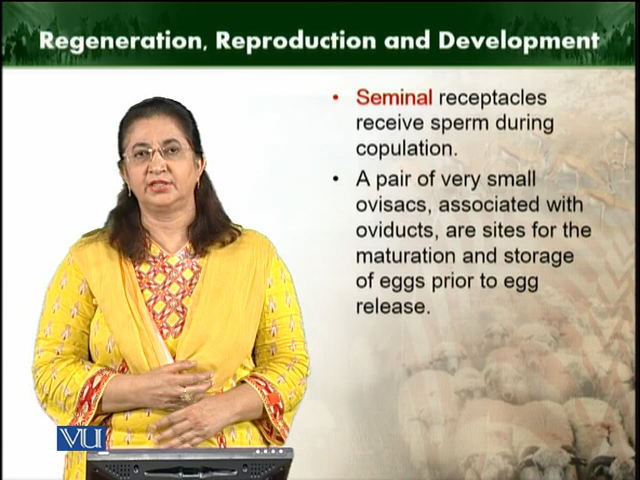 Regeneration, Reproduction and Development
• Seminal receptacles
receive sperm during
copulation.
• A pair of very small
ovisacs, associated with
oviducts, are sites for the
maturation and storage
of eggs prior to egg
release.
VU